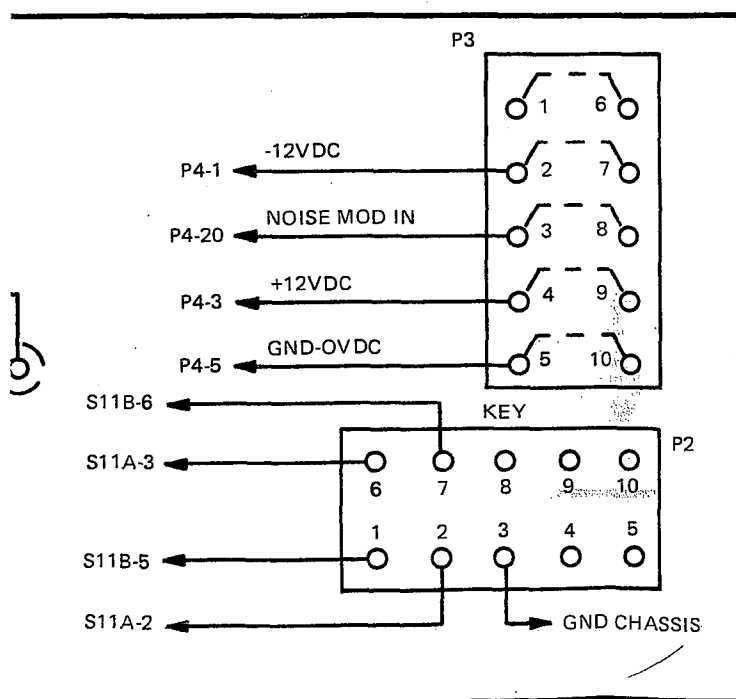 P3
1 6
-12VDC
P4-1 2 7
NOISE MOD IN
P4-20 3 8
+12VDC
P4-3 4 9
GND-0VDC
P4-5 5 10
S11B-6
KEY
P2
S11A-3
6 7 8 9 10
1 2 3 4 5
S11B-5
S11A-2
GND CHASSIS